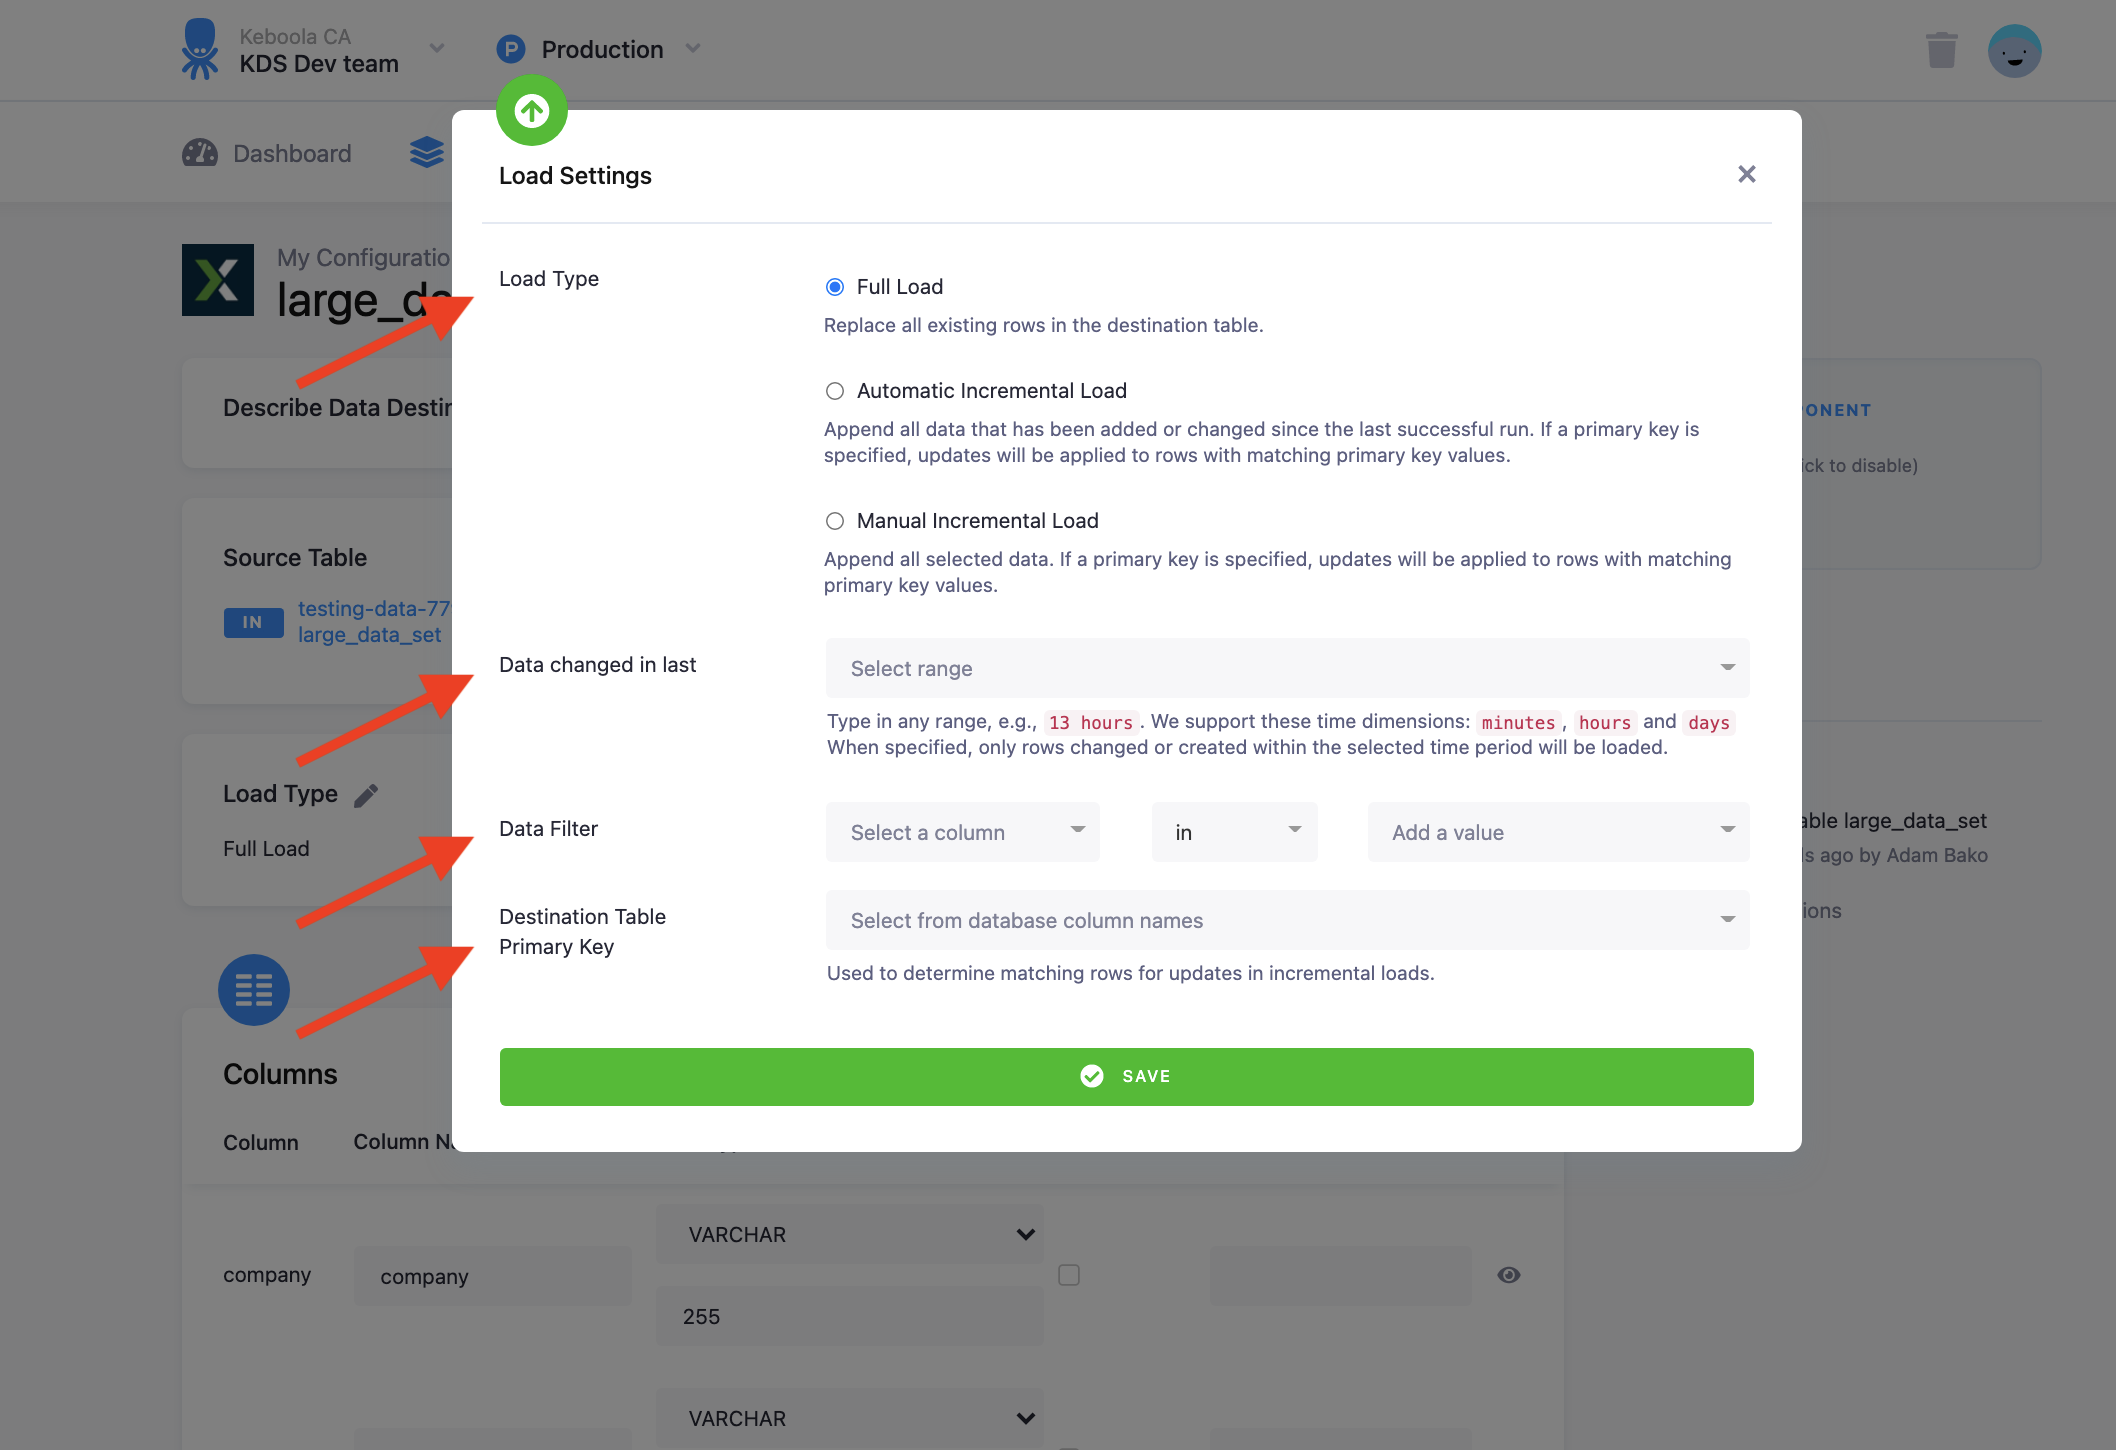 Keboola CA
KDS Dev team
P Production
Dashboard
Load Settings
My Configuratio
large_da
Load Type
Full Load
Replace all existing rows in the destination table.
Automatic Incremental Load
Append all data that has been added or changed since the last successful run. If a primary key is
specified, updates will be applied to rows with matching primary key values.
Manual Incremental Load
Append all selected data. If a primary key is specified, updates will be applied to rows with matching
primary key values.
Data changed in last
Select range
Type in any range, e.g., 13 hours. We support these time dimensions: minutes, hours and days
When specified, only rows changed or created within the selected time period will be loaded.
Data Filter
Select a column
in
Add a value
Destination Table
Primary Key
Select from database column names
Used to determine matching rows for updates in incremental loads.
SAVE
Describe Data Destin
Source Table
IN
testing-data-77
large_data_set
Load Type
Full Load
PONENT
ick to disable)
able large_data_set
ds ago by Adam Bako
ions
Columns
Column
Column Na
company
company
VARCHAR
255
VARCHAR